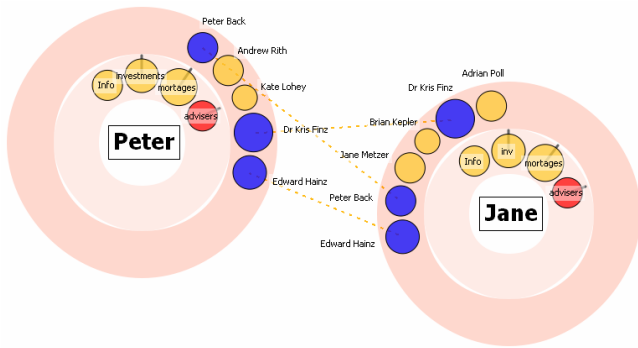 Peter Back
Andrew Rith
Kate Lohey
Dr Kris Finz
Edward Hainz
Info
investments
mortages
advisers
Peter
Adrian Poll
Dr Kris Finz
Brian Kepler
Jane Metzer
Peter Back
Edward Hainz
Info
inv
mortages
advisers
Jane